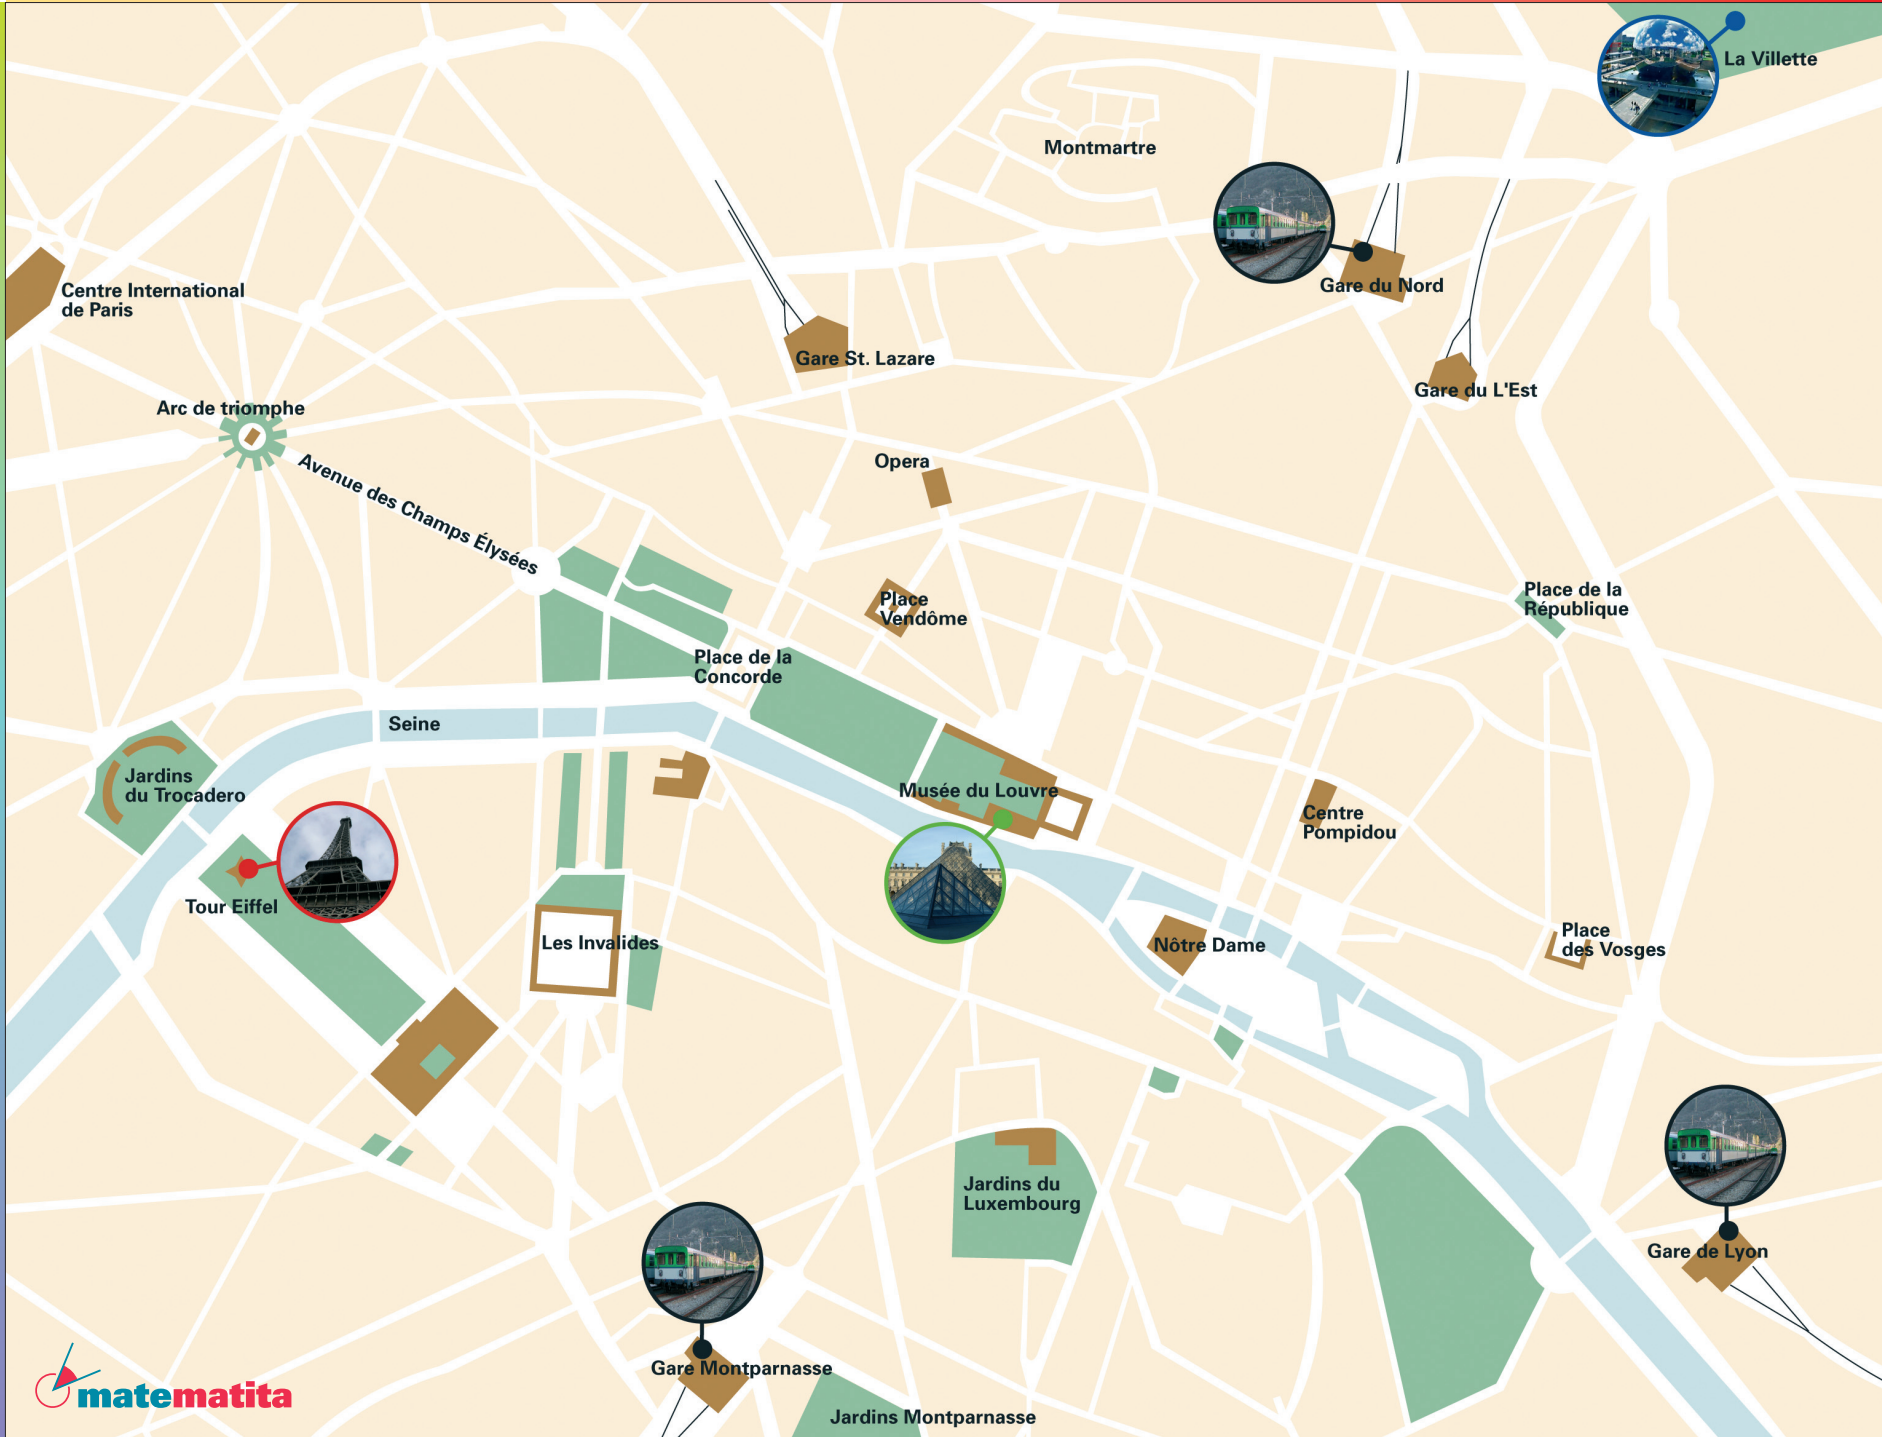 La Villette
Montmartre
Centre International
de Paris
Gare du Nord
Gare St. Lazare
Gare du L'Est
Arc de triomphe
Avenue des Champs Élysées
Opera
Place
Vendôme
Place de la
République
Place de la
Concorde
Seine
Jardins
du Trocadero
Musée du Louvre
Centre
Pompidou
Tour Eiffel
Les Invalides
Nôtre Dame
Place
des Vosges
Jardins du
Luxembourg
Gare de Lyon
Gare Montparnasse
matematita
Jardins Montparnasse